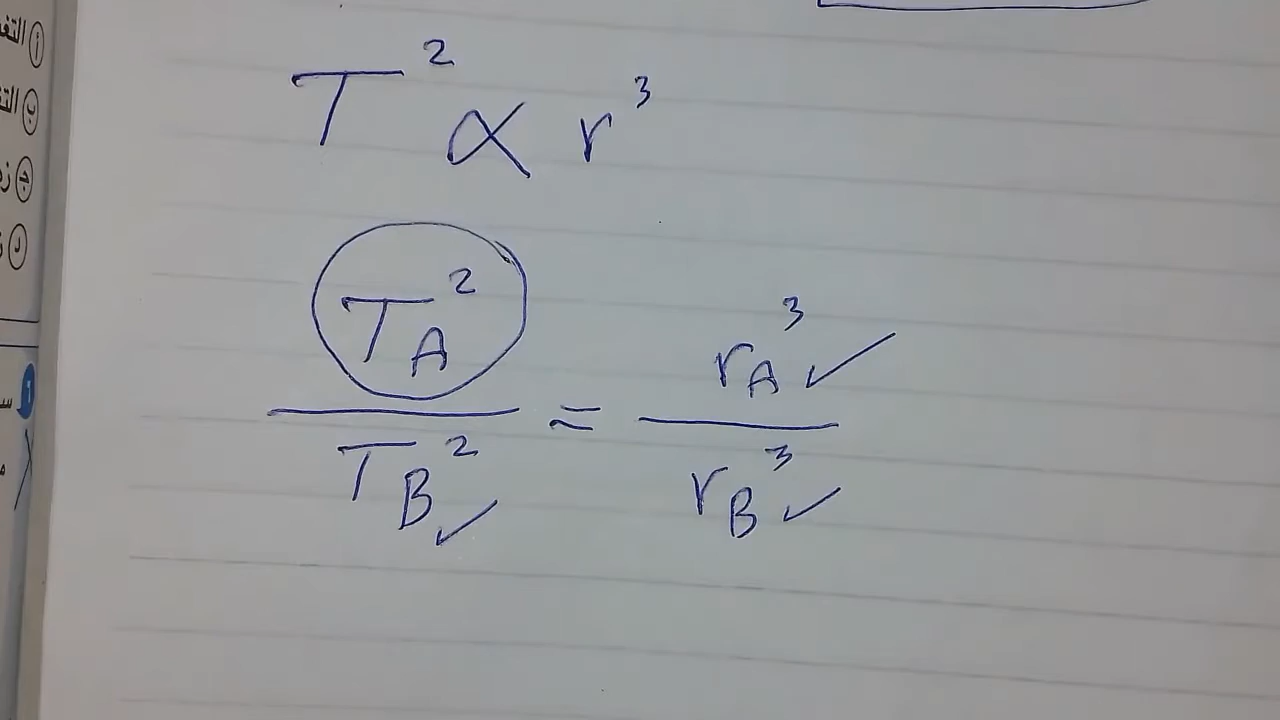 T² ∝ r³
T_A² / T_B² = r_A³ ✓ / r_B³ ✓